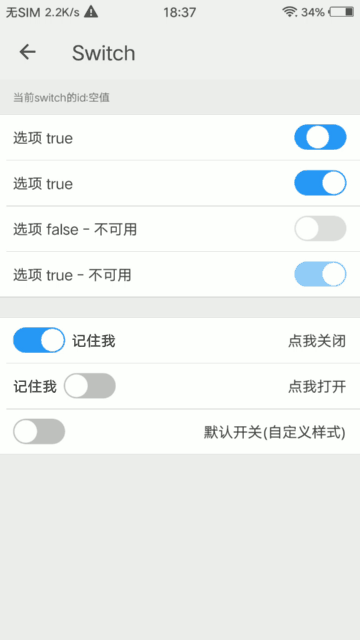 无SIM 2.2K/s 18:37 34%
Switch
当前switch的id:空值
选项 true
选项 true
选项 false - 不可用
选项 true - 不可用
记住我 点我关闭
记住我 点我打开
默认开关(自定义样式)